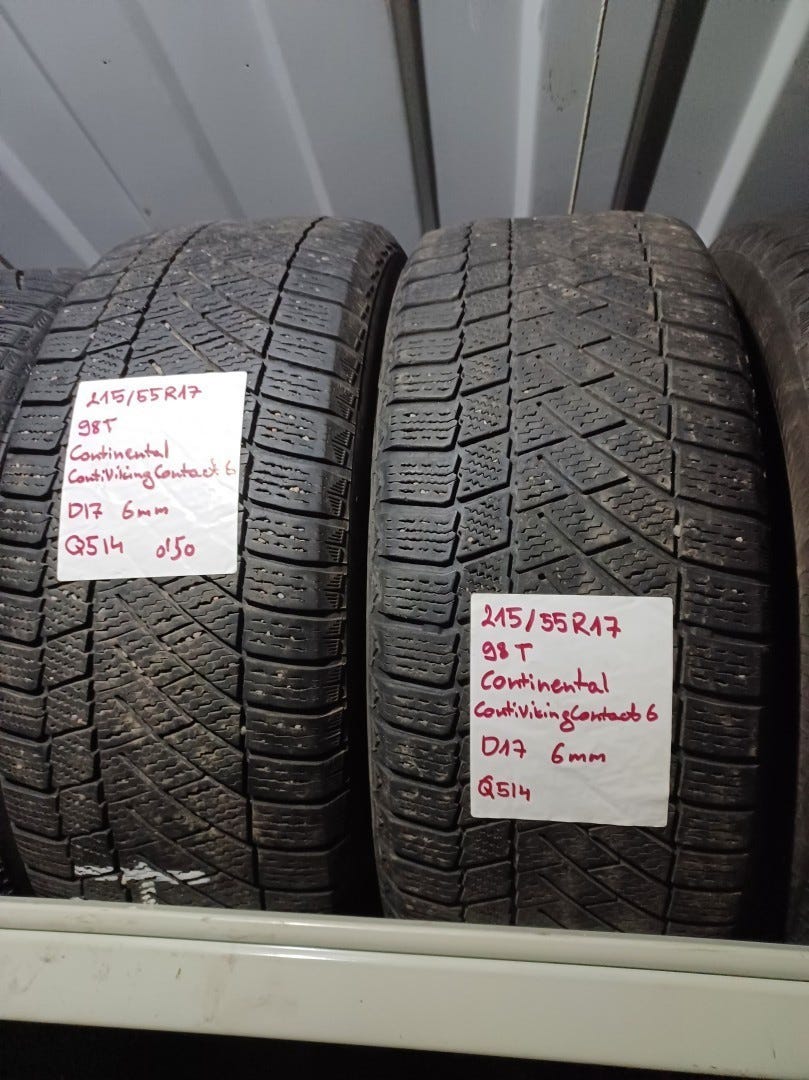 215/55R17
98T
Continental
ContiVikingContact 6
D17 6mm
Q514 0'50
215/55R17
98T
Continental
ContiVikingContact 6
D17 6mm
Q514